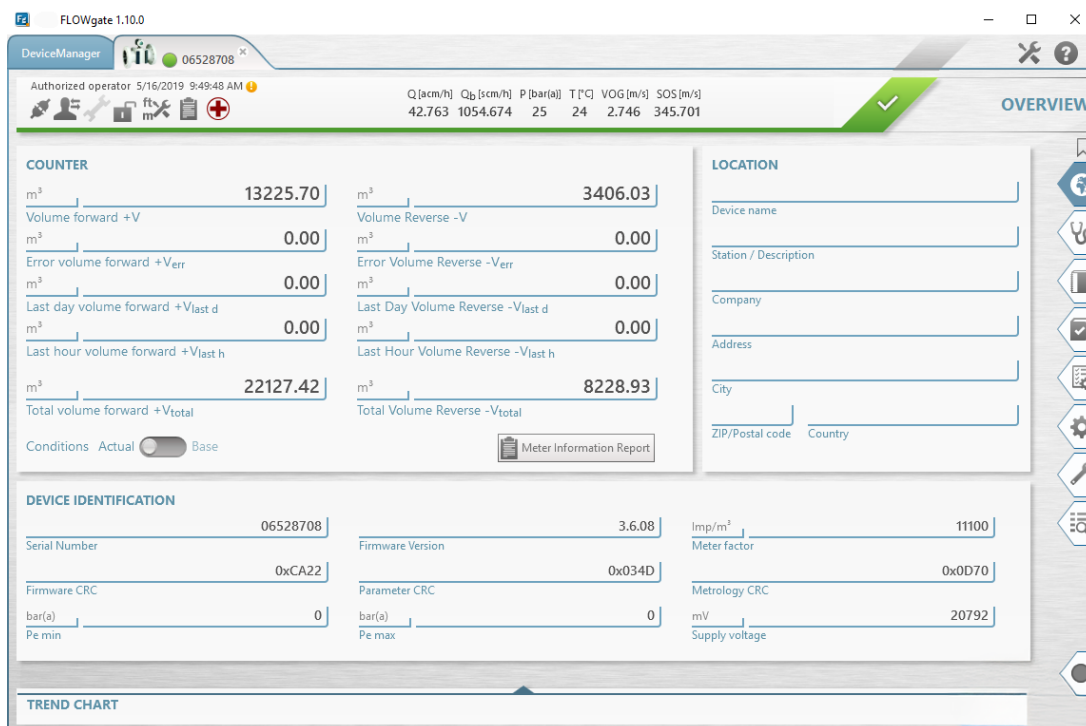 FLOWgate 1.10.0
DeviceManager
06528708
Authorized operator 5/16/2019 9:49:48 AM
Q [acm/h] Qb [scm/h] P [bar(a)] T [°C] VOG [m/s] SOS [m/s]
42.763 1054.674 25 24 2.746 345.701
ft
m
OVERVIEW
COUNTER
m³ 13225.70
Volume forward +V
m³ 3406.03
Volume Reverse -V
m³ 0.00
Error volume forward +Verr
m³ 0.00
Error Volume Reverse -Verr
m³ 0.00
Last day volume forward +Vlast d
m³ 0.00
Last Day Volume Reverse -Vlast d
m³ 0.00
Last hour volume forward +Vlast h
m³ 0.00
Last Hour Volume Reverse -Vlast h
m³ 22127.42
Total volume forward +Vtotal
m³ 8228.93
Total Volume Reverse -Vtotal
Conditions Actual Base
Meter Information Report
LOCATION
Device name
Station / Description
Company
Address
City
ZIP/Postal code Country
DEVICE IDENTIFICATION
06528708
Serial Number
3.6.08
Firmware Version
Imp/m³ 11100
Meter factor
0xCA22
Firmware CRC
0x034D
Parameter CRC
0x0D70
Metrology CRC
bar(a) 0
Pe min
bar(a) 0
Pe max
mV 20792
Supply voltage
TREND CHART